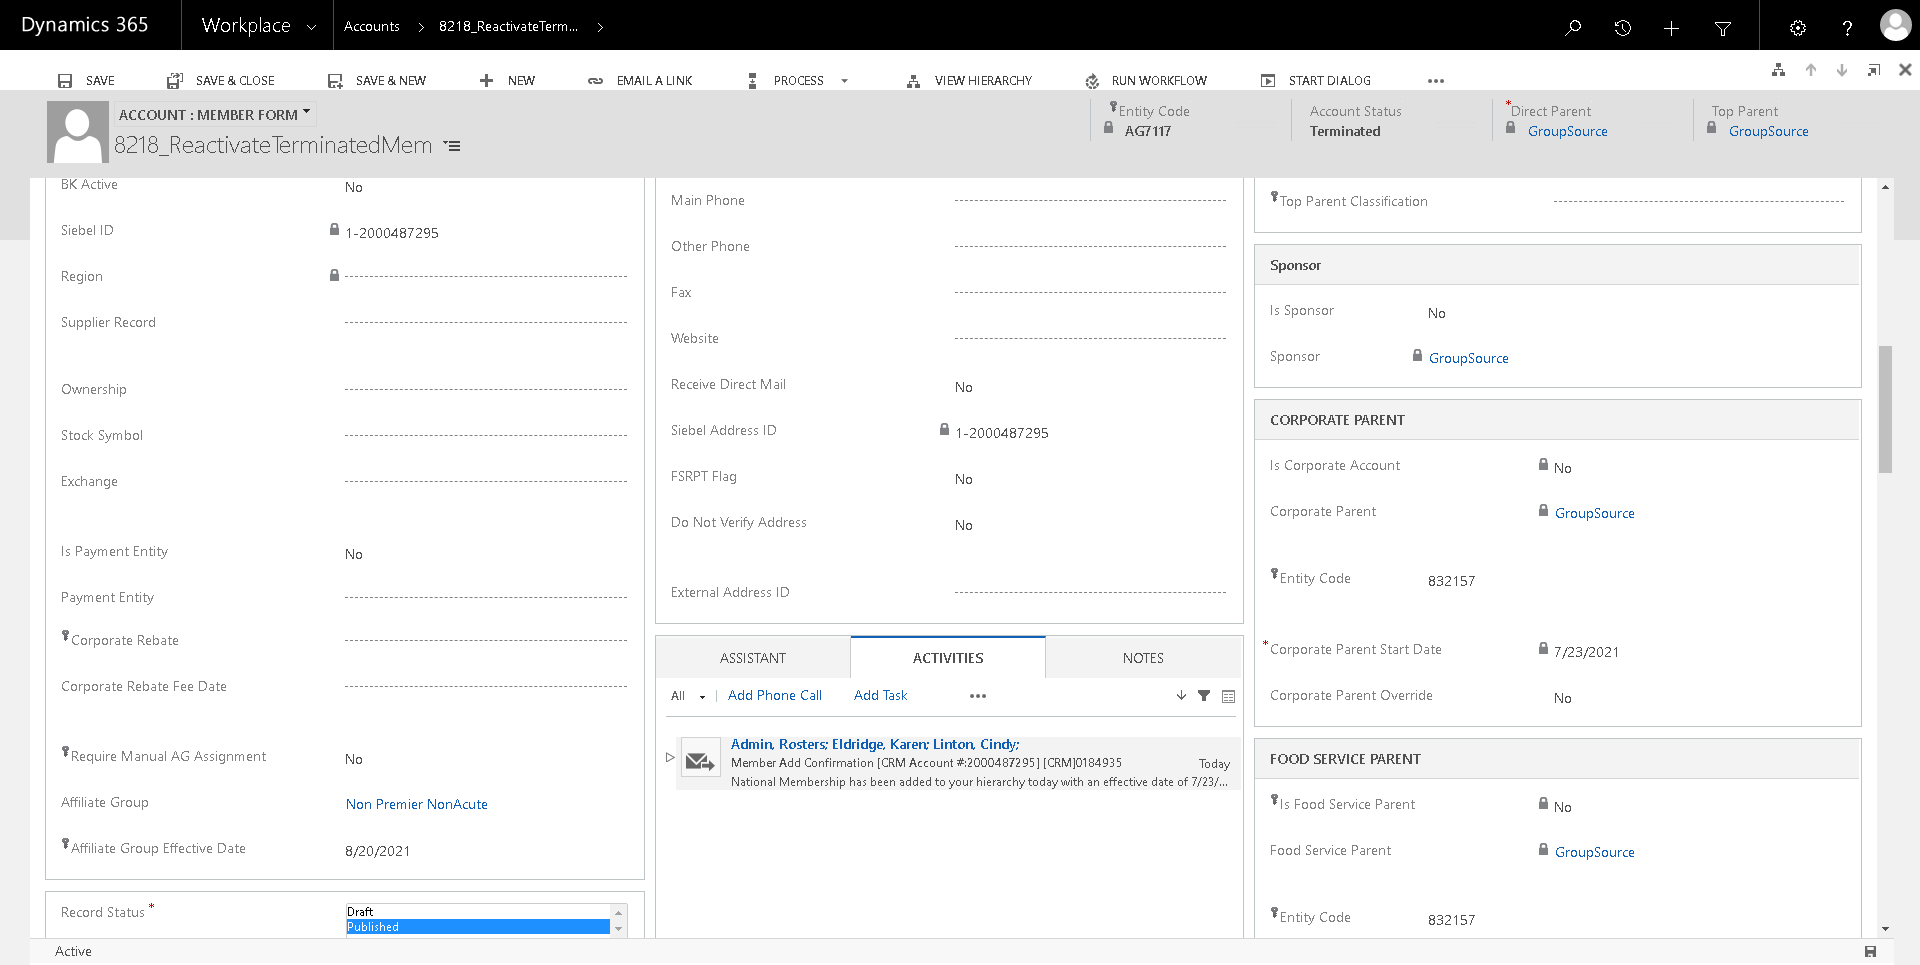 Dynamics 365
Workplace
Accounts
8218_ReactivateTerm...
SAVE
SAVE & CLOSE
SAVE & NEW
NEW
EMAIL A LINK
PROCESS
VIEW HIERARCHY
RUN WORKFLOW
START DIALOG
ACCOUNT : MEMBER FORM
8218_ReactivateTerminatedMem
Entity Code
AG7117
Account Status
Terminated
*Direct Parent
GroupSource
Top Parent
GroupSource
BK Active No
Siebel ID 1-2000487295
Region
Supplier Record
Ownership
Stock Symbol
Exchange
Is Payment Entity No
Payment Entity
Corporate Rebate
Corporate Rebate Fee Date
Require Manual AG Assignment No
Affiliate Group Non Premier NonAcute
Affiliate Group Effective Date 8/20/2021
Record Status *
Draft
Published
Main Phone
Other Phone
Fax
Website
Receive Direct Mail No
Siebel Address ID 1-2000487295
FSRPT Flag No
Do Not Verify Address No
External Address ID
ASSISTANT ACTIVITIES NOTES
All | Add Phone Call Add Task
Admin, Rosters; Eldridge, Karen; Linton, Cindy;
Member Add Confirmation [CRM Account #:2000487295] [CRM]0184935 Today
National Membership has been added to your hierarchy today with an effective date of 7/23/...
Top Parent Classification
Sponsor
Is Sponsor No
Sponsor GroupSource
CORPORATE PARENT
Is Corporate Account No
Corporate Parent GroupSource
Entity Code 832157
*Corporate Parent Start Date 7/23/2021
Corporate Parent Override No
FOOD SERVICE PARENT
Is Food Service Parent No
Food Service Parent GroupSource
Entity Code 832157
Active